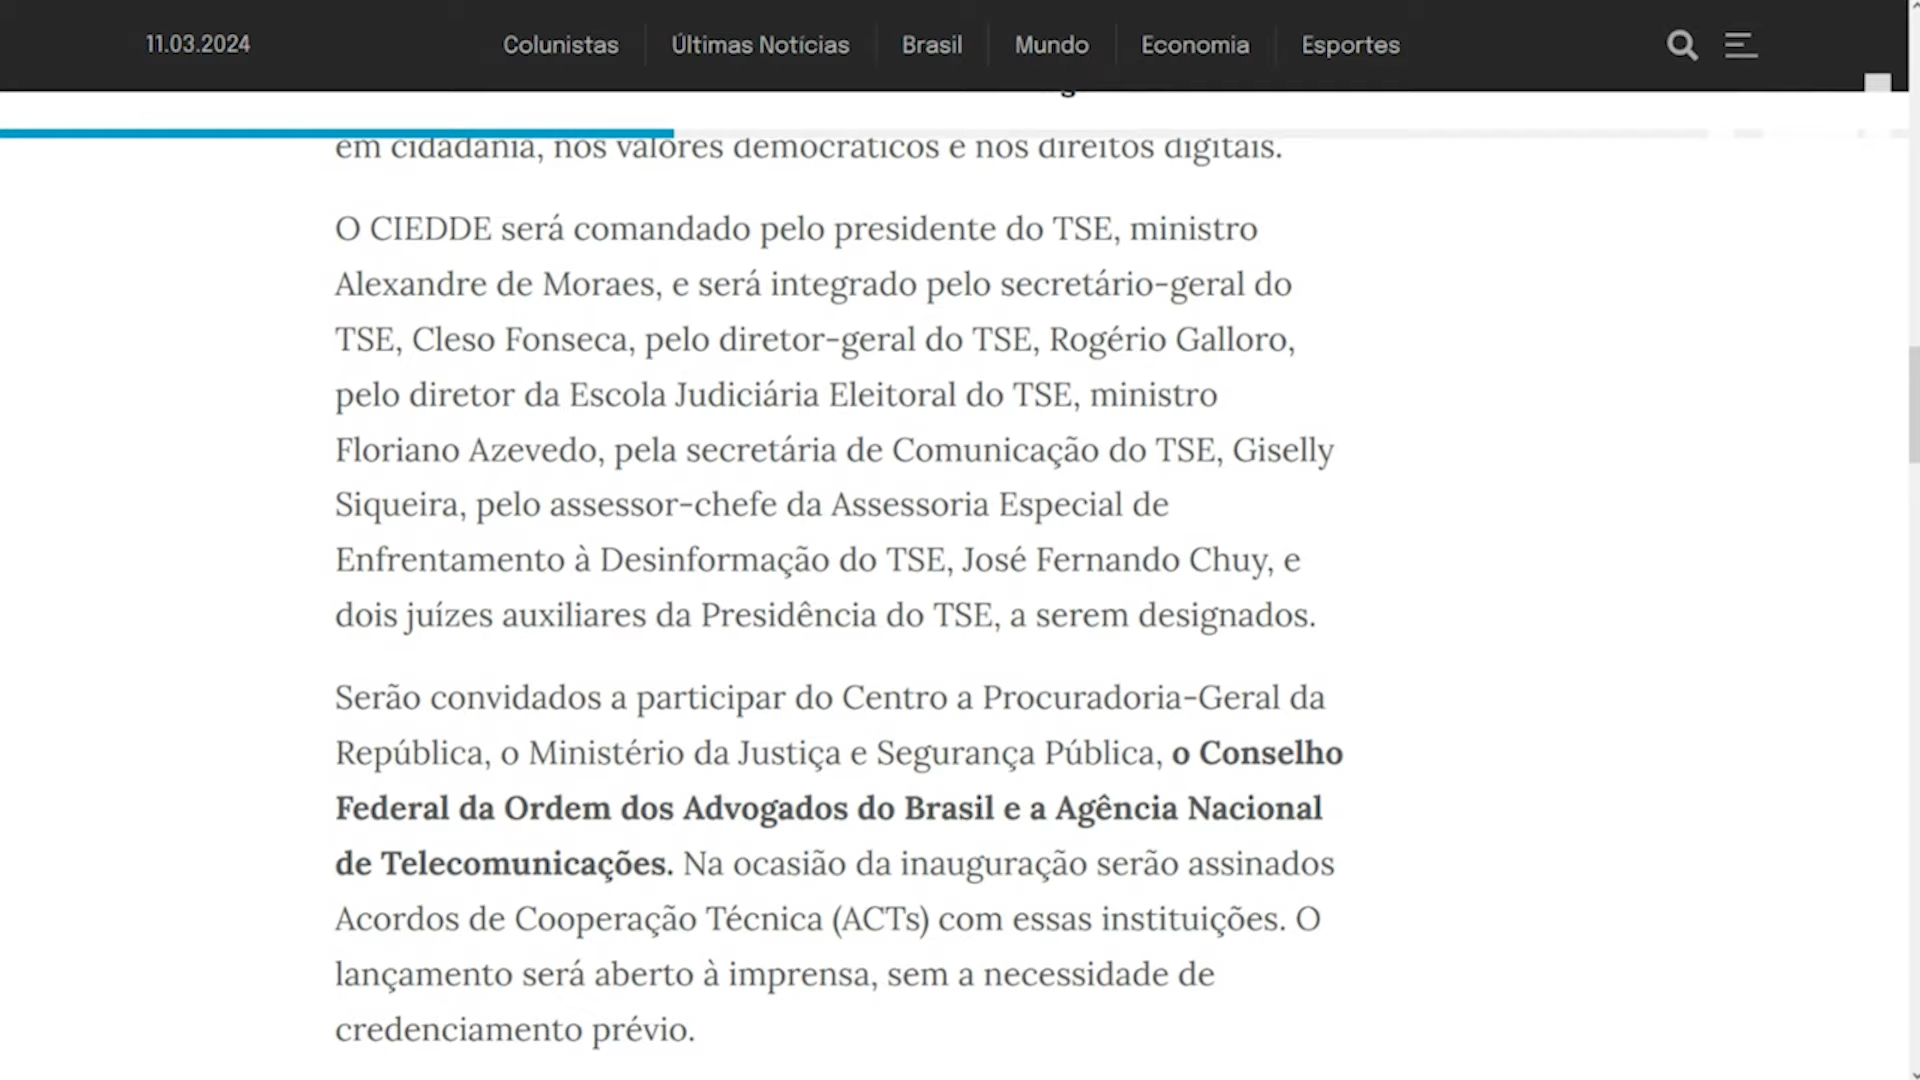 11.03.2024
Colunistas
Últimas Notícias
Brasil
Mundo
Economia
Esportes
em cidadania, nos valores democráticos e nos direitos digitais.
O CIEDDE será comandado pelo presidente do TSE, ministro
Alexandre de Moraes, e será integrado pelo secretário-geral do
TSE, Cleso Fonseca, pelo diretor-geral do TSE, Rogério Galloro,
pelo diretor da Escola Judiciária Eleitoral do TSE, ministro
Floriano Azevedo, pela secretária de Comunicação do TSE, Giselly
Siqueira, pelo assessor-chefe da Assessoria Especial de
Enfrentamento à Desinformação do TSE, José Fernando Chuy, e
dois juízes auxiliares da Presidência do TSE, a serem designados.
Serão convidados a participar do Centro a Procuradoria-Geral da
República, o Ministério da Justiça e Segurança Pública, o Conselho
Federal da Ordem dos Advogados do Brasil e a Agência Nacional
de Telecomunicações. Na ocasião da inauguração serão assinados
Acordos de Cooperação Técnica (ACTs) com essas instituições. O
lançamento será aberto à imprensa, sem a necessidade de
credenciamento prévio.